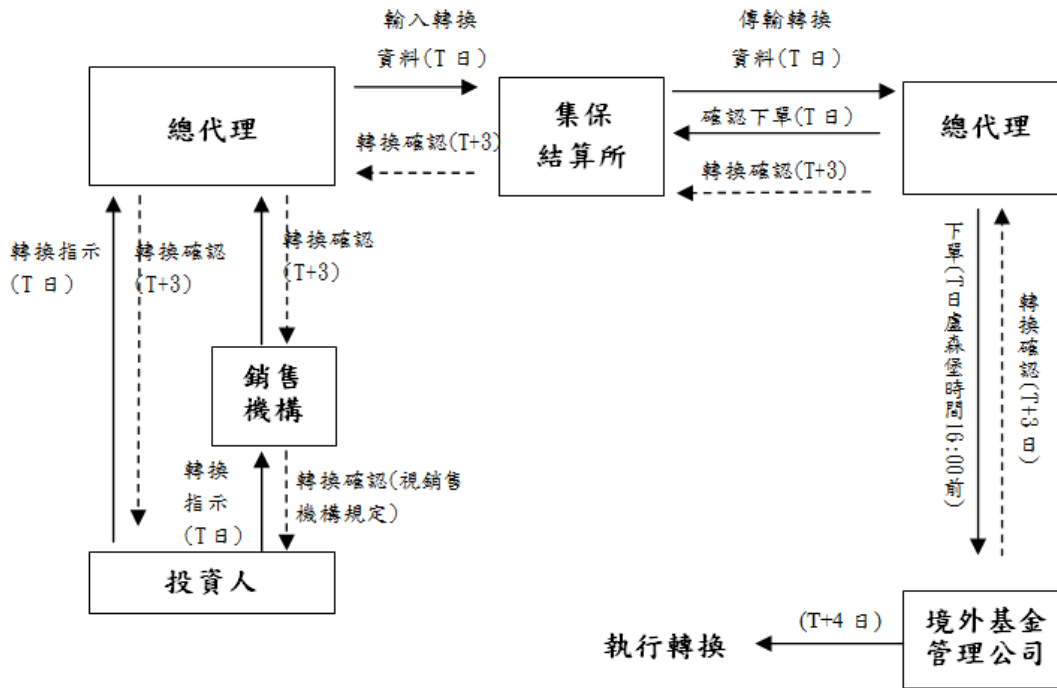 輸入轉換
資料(T 日)
傳輸轉換
資料(T 日)
總代理
集保
結算所
總代理
轉換確認(T+3)
確認下單(T 日)
轉換確認(T+3)
轉換指示
(T 日)
轉換確認
(T+3)
轉換確認
(T+3)
下單(T日盧森堡時間16:00前)
轉換確認(T+3 日)
銷售
機構
轉換
指示
(T 日)
轉換確認(視銷售
機構規定)
投資人
執行轉換
(T+4 日)
境外基金
管理公司